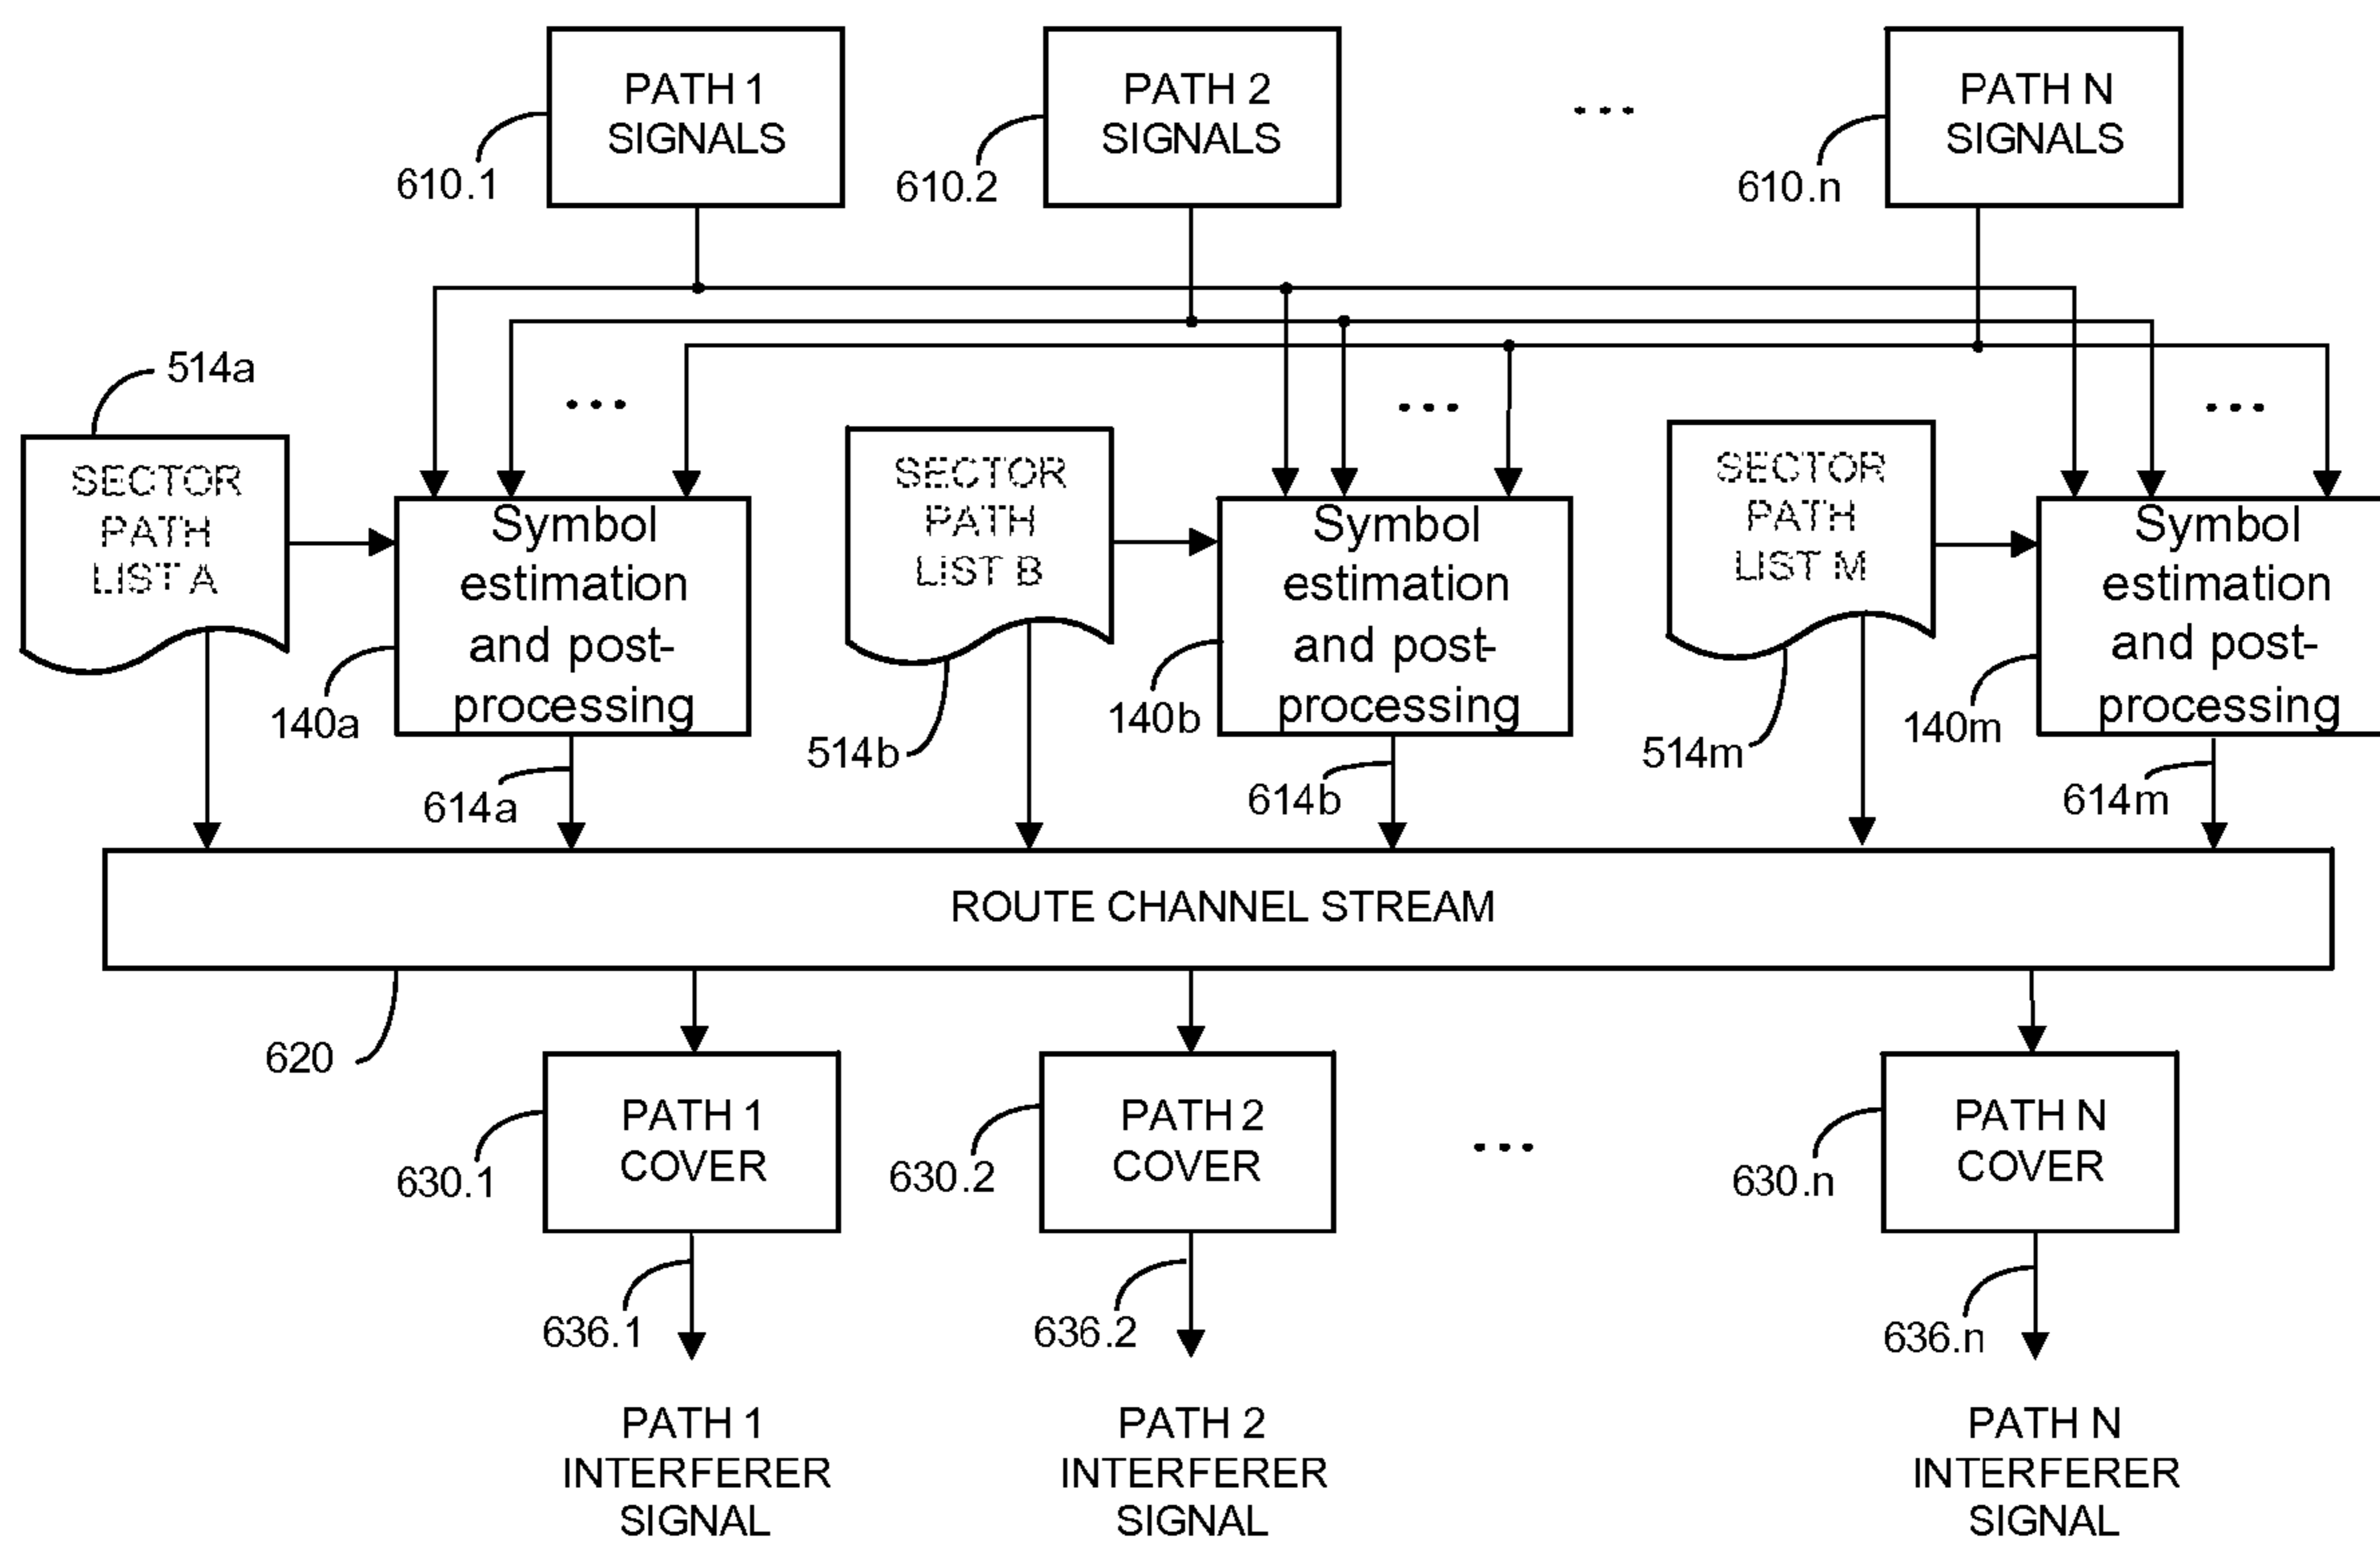 PATH 1
SIGNALS
610.1
PATH 2
SIGNALS
610.2
...
PATH N
SIGNALS
610.n
514a
...
...
...
SECTOR
PATH
LIST A
Symbol
estimation
and post-
processing
140a
614a
SECTOR
PATH
LIST B
514b
Symbol
estimation
and post-
processing
140b
614b
SECTOR
PATH
LIST M
514m
Symbol
estimation
and post-
processing
140m
614m
ROUTE CHANNEL STREAM
620
PATH 1
COVER
630.1
PATH 2
COVER
630.2
...
PATH N
COVER
630.n
636.1
636.2
636.n
PATH 1
INTERFERER
SIGNAL
PATH 2
INTERFERER
SIGNAL
PATH N
INTERFERER
SIGNAL